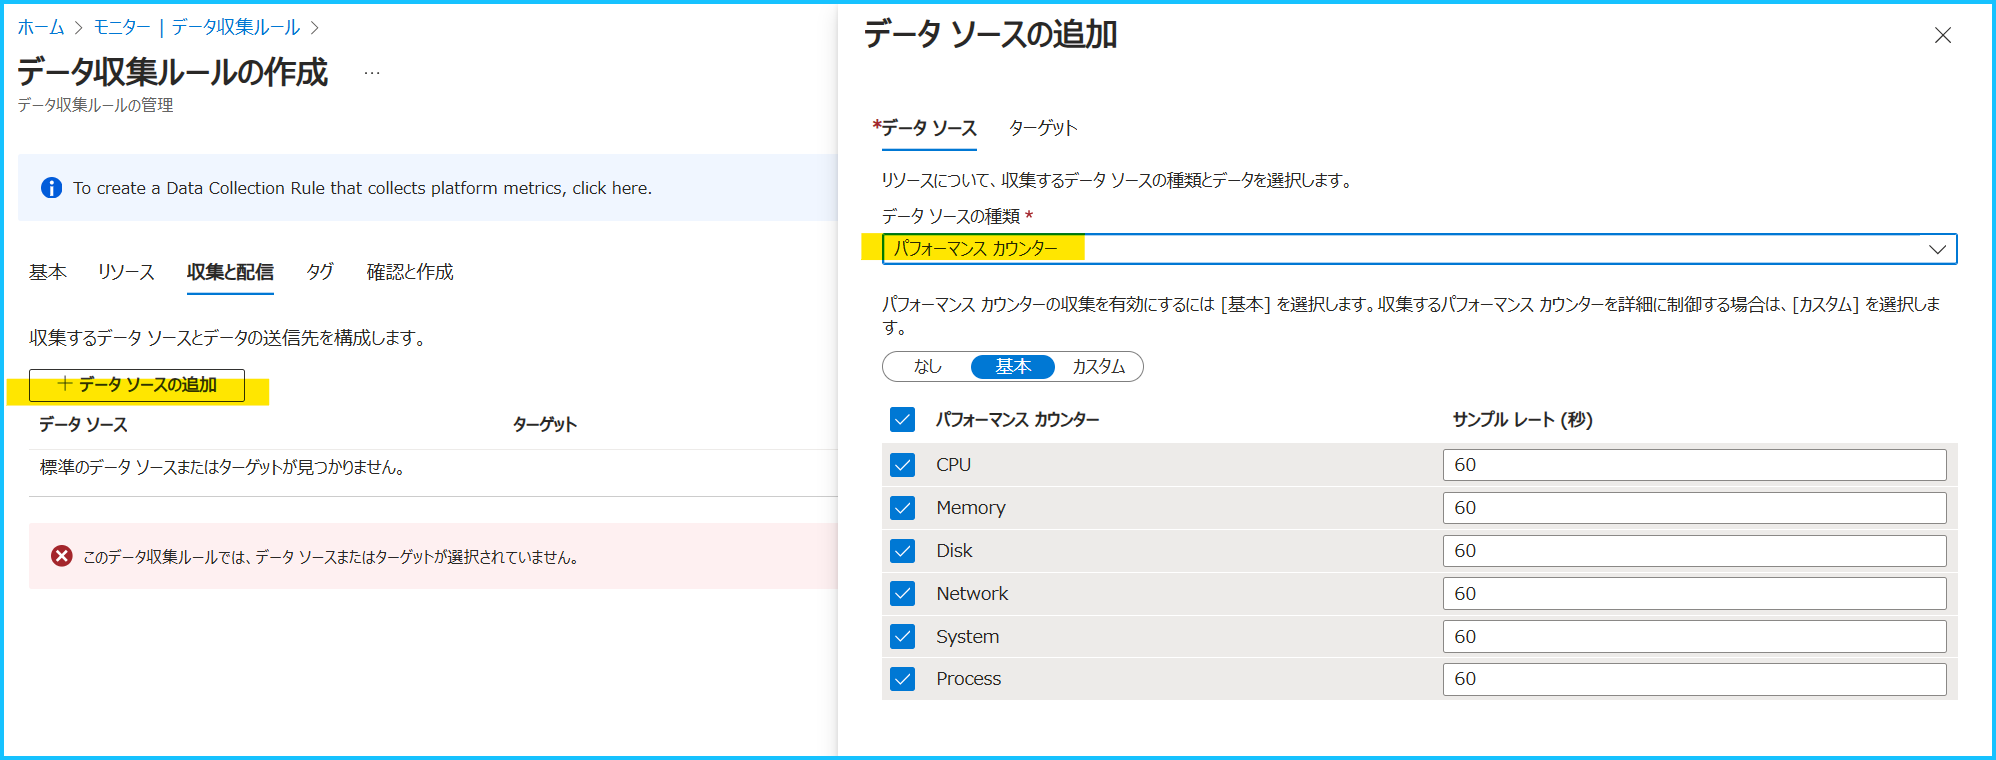 ホーム > モニター | データ収集ルール >
データ収集ルールの作成 …
データ収集ルールの管理
To create a Data Collection Rule that collects platform metrics, click here.
基本 リソース 収集と配信 タグ 確認と作成
収集するデータ ソースとデータの送信先を構成します。
+ データ ソースの追加
データ ソース ターゲット
標準のデータ ソースまたはターゲットが見つかりません。
このデータ収集ルールでは、データ ソースまたはターゲットが選択されていません。
データ ソースの追加
*データ ソース ターゲット
リソースについて、収集するデータ ソースの種類とデータを選択します。
データ ソースの種類 *
パフォーマンス カウンター
パフォーマンス カウンターの収集を有効にするには [基本] を選択します。収集するパフォーマンス カウンターを詳細に制御する場合は、[カスタム] を選択しま
す。
なし 基本 カスタム
パフォーマンス カウンター サンプル レート (秒)
CPU 60
Memory 60
Disk 60
Network 60
System 60
Process 60